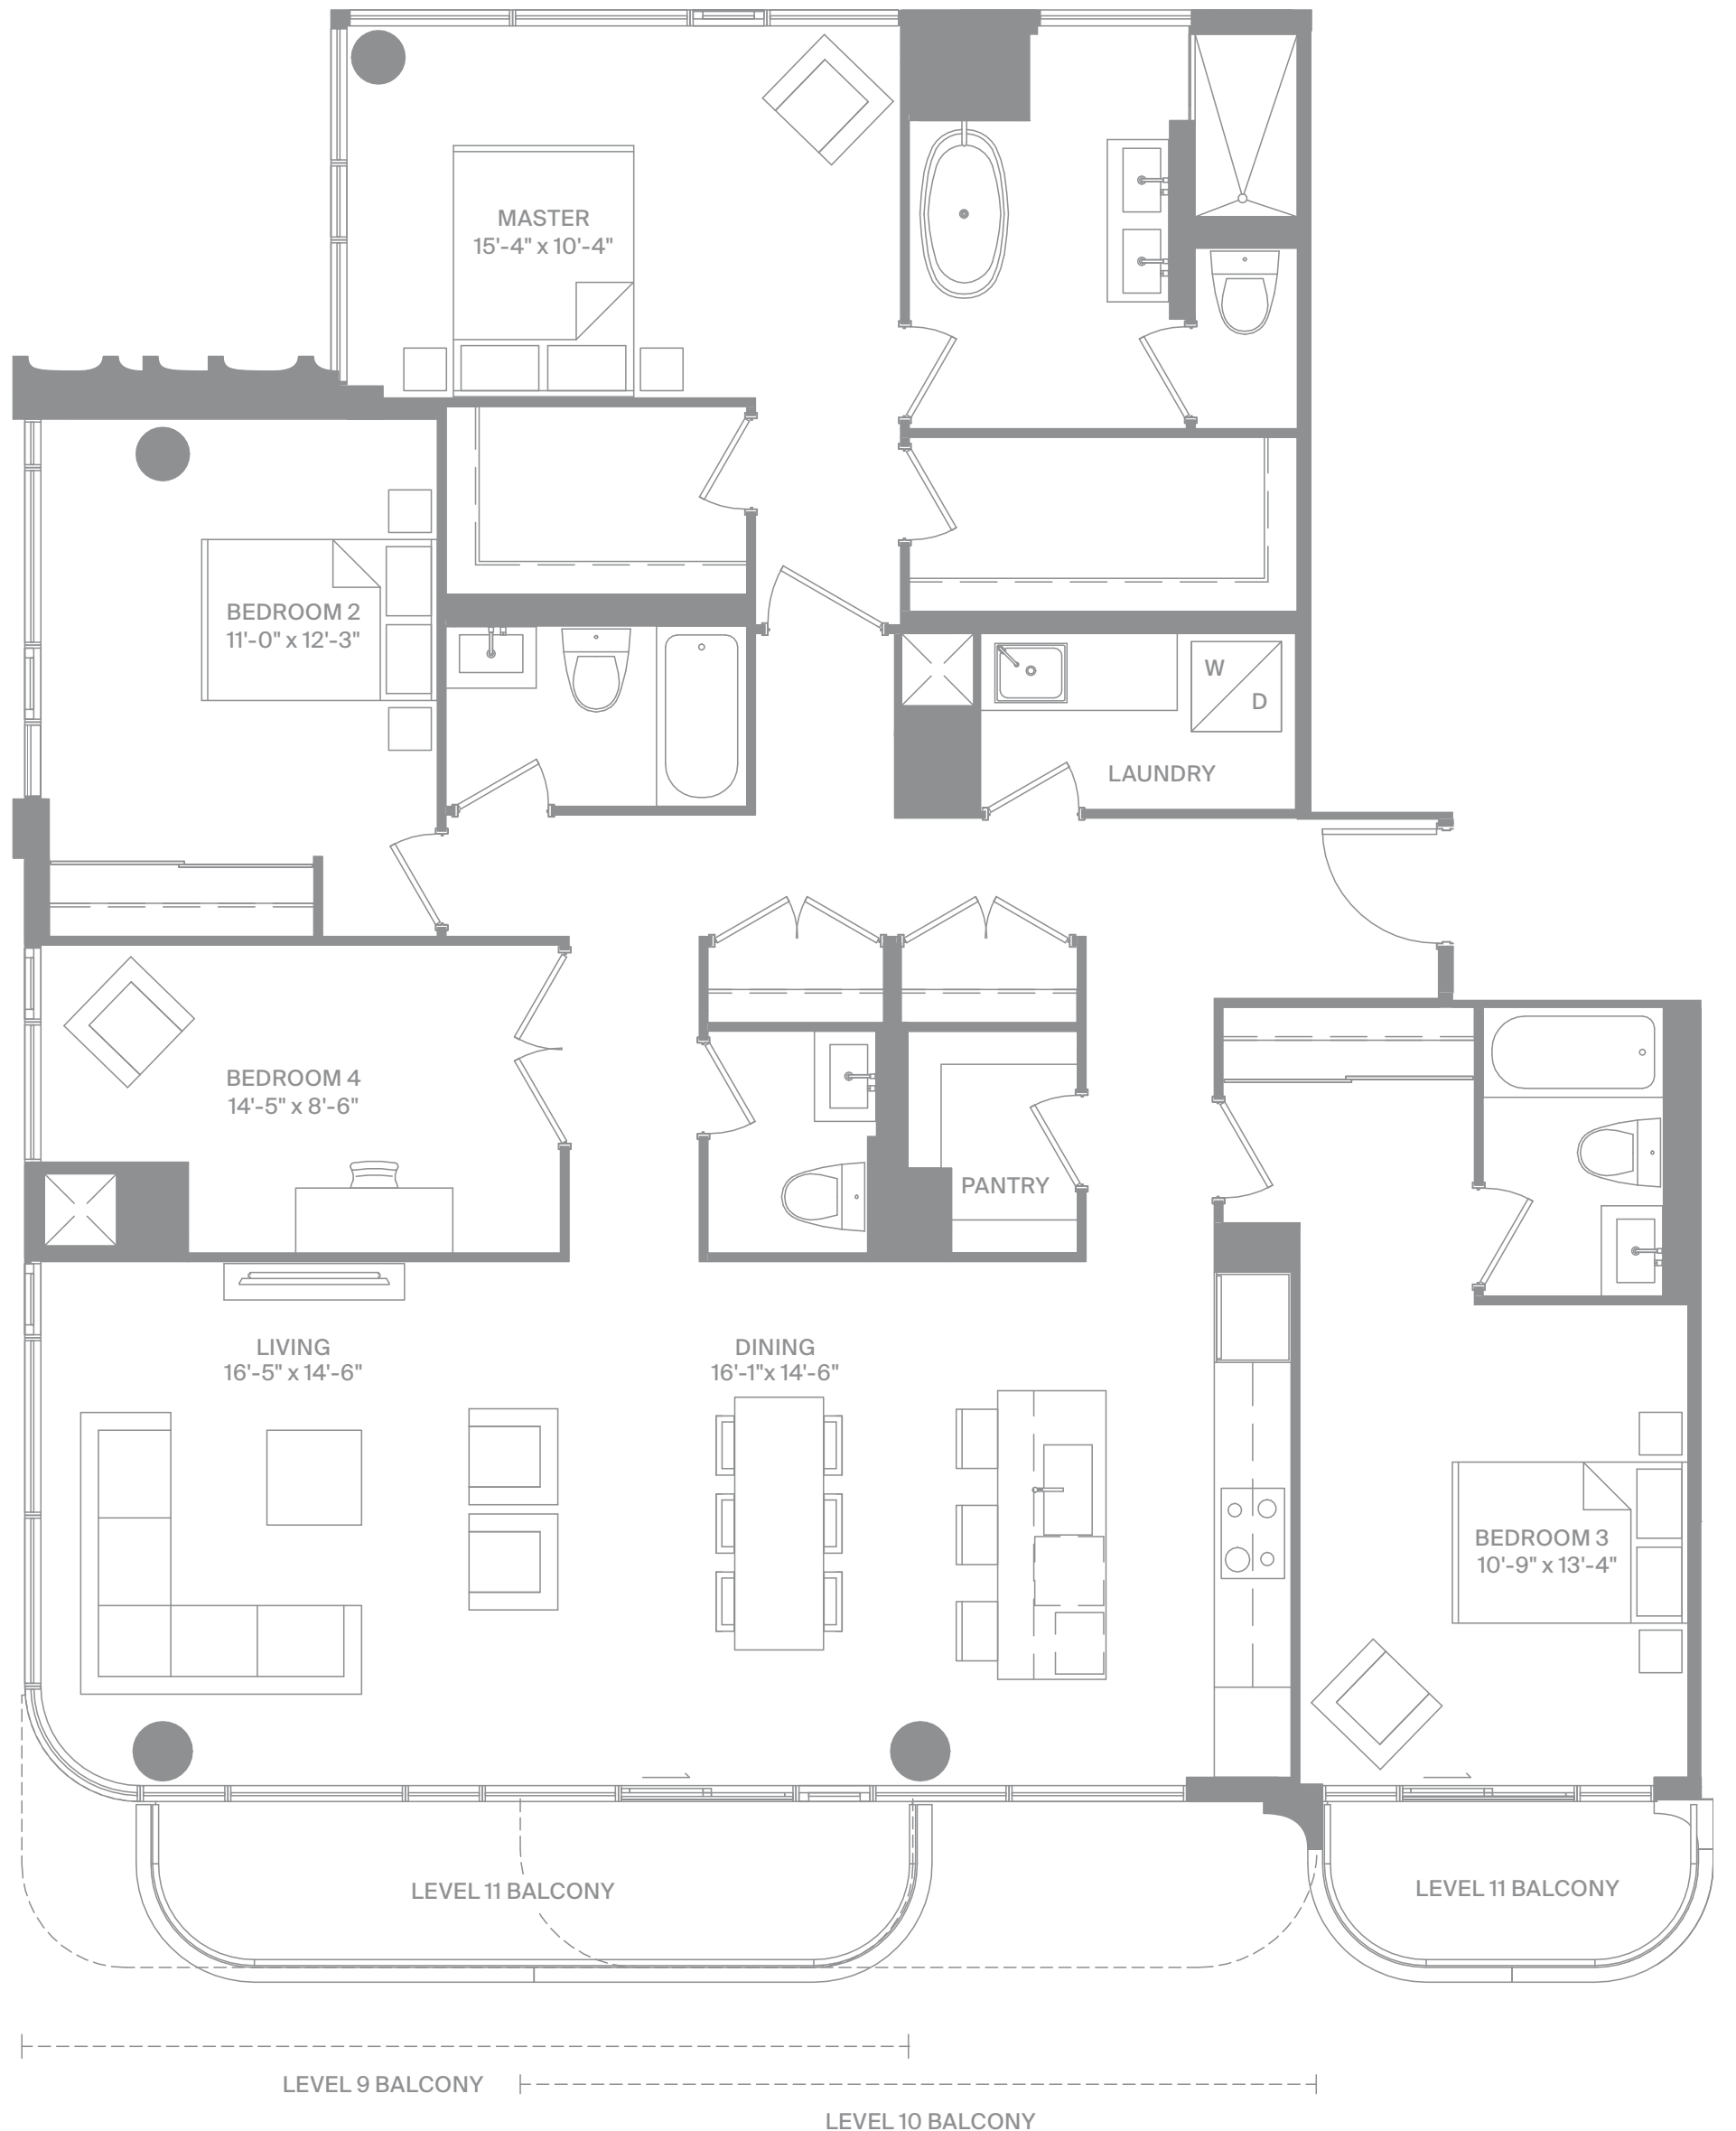 MASTER
15'-4" x 10'-4"
BEDROOM 2
11'-0" x 12'-3"
W
D
LAUNDRY
BEDROOM 4
14'-5" x 8'-6"
PANTRY
LIVING
16'-5" x 14'-6"
DINING
16'-1"x 14'-6"
BEDROOM 3
10'-9" x 13'-4"
LEVEL 11 BALCONY
LEVEL 11 BALCONY
LEVEL 9 BALCONY
LEVEL 10 BALCONY